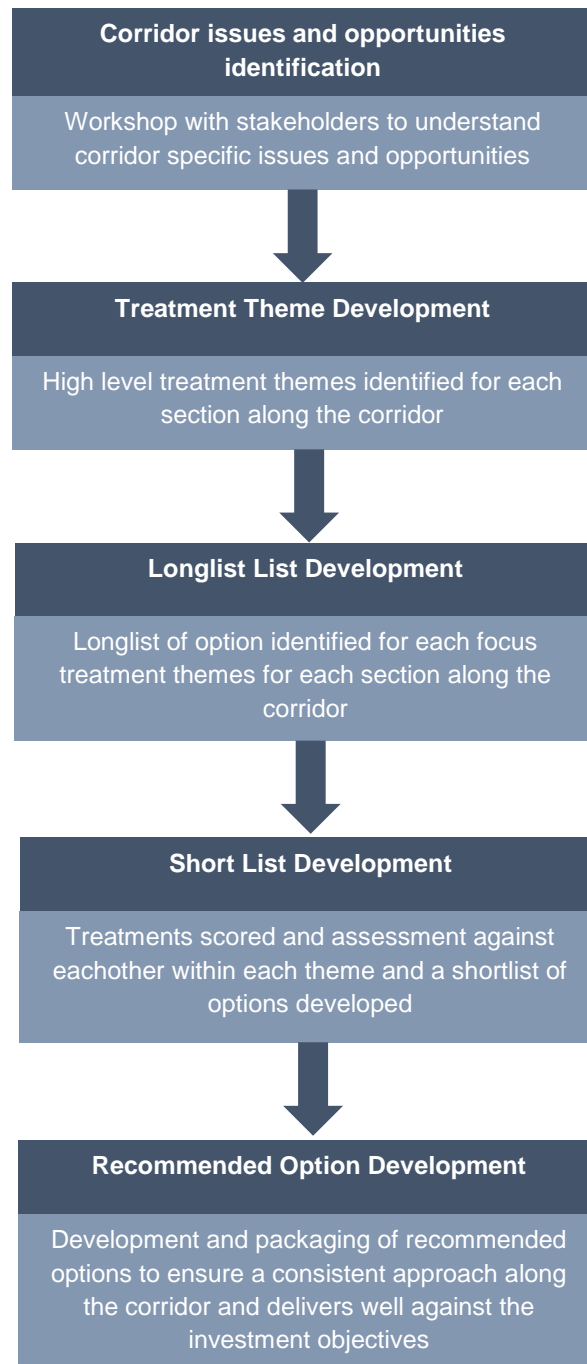 Corridor issues and opportunities
identification
Workshop with stakeholders to understand
corridor specific issues and opportunities
Treatment Theme Development
High level treatment themes identified for each
section along the corridor
Longlist List Development
Longlist of option identified for each focus
treatment themes for each section along the
corridor
Short List Development
Treatments scored and assessment against
eachother within each theme and a shortlist of
options developed
Recommended Option Development
Development and packaging of recommended
options to ensure a consistent approach along
the corridor and delivers well against the
investment objectives